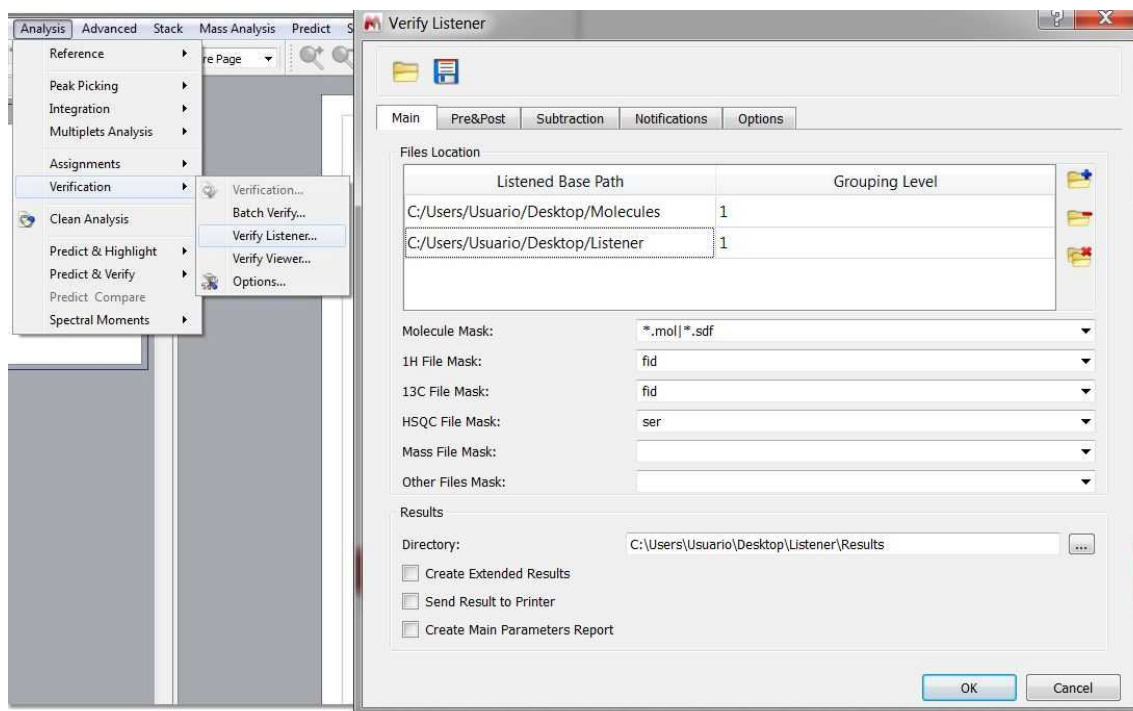 Analysis Advanced Stack Mass Analysis Predict S
Reference
re Page
Peak Picking
Integration
Multiplets Analysis
Assignments
Verification
Clean Analysis
Predict & Highlight
Predict & Verify
Predict Compare
Spectral Moments
Verification...
Batch Verify...
Verify Listener...
Verify Viewer...
Options...
Verify Listener
Main Pre&Post Subtraction Notifications Options
Files Location
Listened Base Path Grouping Level
C:/Users/Usuario/Desktop/Molecules 1
C:/Users/Usuario/Desktop/Listener 1
Molecule Mask: *.mol|*.sdf
1H File Mask: fid
13C File Mask: fid
HSQC File Mask: ser
Mass File Mask:
Other Files Mask:
Results
Directory: C:\Users\Usuario\Desktop\Listener\Results ...
Create Extended Results
Send Result to Printer
Create Main Parameters Report
OK Cancel